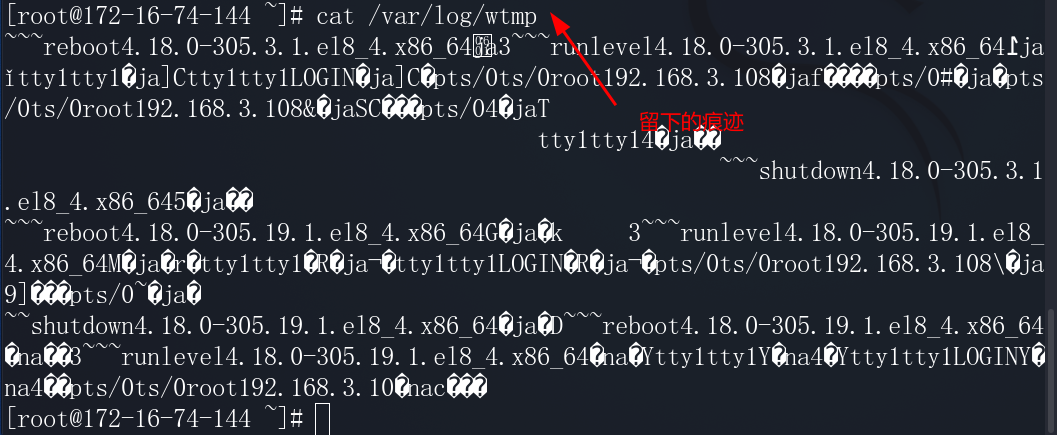 [root@172-16-74-144 ~]# cat /var/log/wtmp
~~~reboot4.18.0-305.3.1.el8_4.x86_64�ja3~~~runlevel4.18.0-305.3.1.el8_4.x86_64�ja
tty1tty1�ja]Ctty1tty1LOGIN�ja]C�pts/0ts/0root192.168.3.108�jaf����pts/0#�ja�pts
/0ts/0root192.168.3.108&�jaSC���pts/04�jaT
留下的痕迹
tty1tty14�ja��
~~~shutdown4.18.0-305.3.1
.el8_4.x86_645�ja��
~~~reboot4.18.0-305.19.1.el8_4.x86_64G�ja�k 3~~~runlevel4.18.0-305.19.1.el8_
4.x86_64M�ja�r�tty1tty1�R�ja¬�tty1tty1LOGIN�R�ja¬�pts/0ts/0root192.168.3.108\�ja
9]���pts/0~�ja�
~~shutdown4.18.0-305.19.1.el8_4.x86_64�ja�D~~~reboot4.18.0-305.19.1.el8_4.x86_64
�na��3~~~runlevel4.18.0-305.19.1.el8_4.x86_64�na�Ytty1tty1Y�na4�Ytty1tty1LOGINY�
na4��pts/0ts/0root192.168.3.10�nac���
[root@172-16-74-144 ~]#